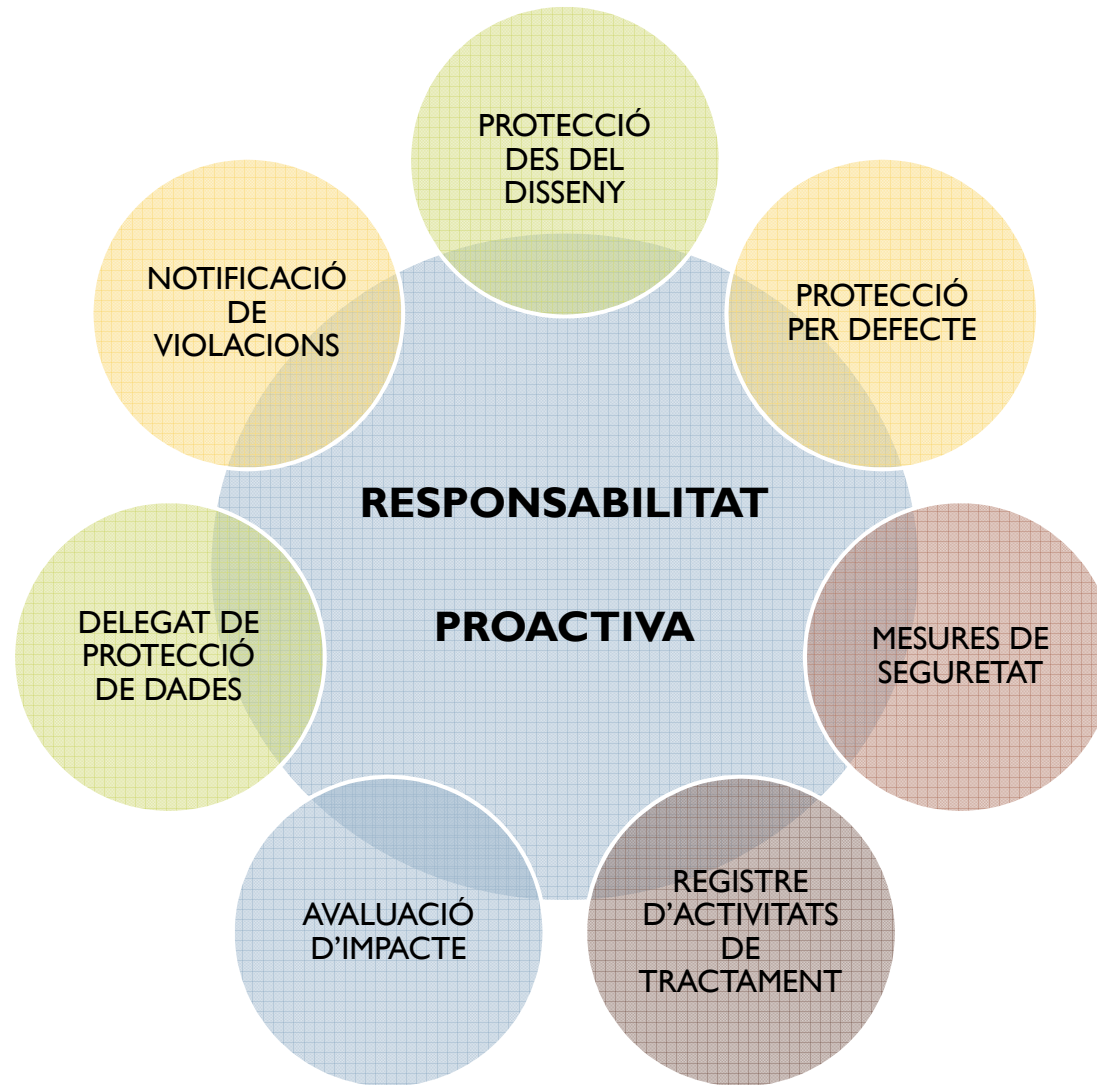 PROTECCIÓ
DES DEL
DISSENY
PROTECCIÓ
PER DEFECTE
MESURES DE
SEGURETAT
REGISTRE
D’ACTIVITATS
DE
TRACTAMENT
AVALUACIÓ
D’IMPACTE
DELEGAT DE
PROTECCIÓ
DE DADES
NOTIFICACIÓ
DE
VIOLACIONS
RESPONSABILITAT
PROACTIVA